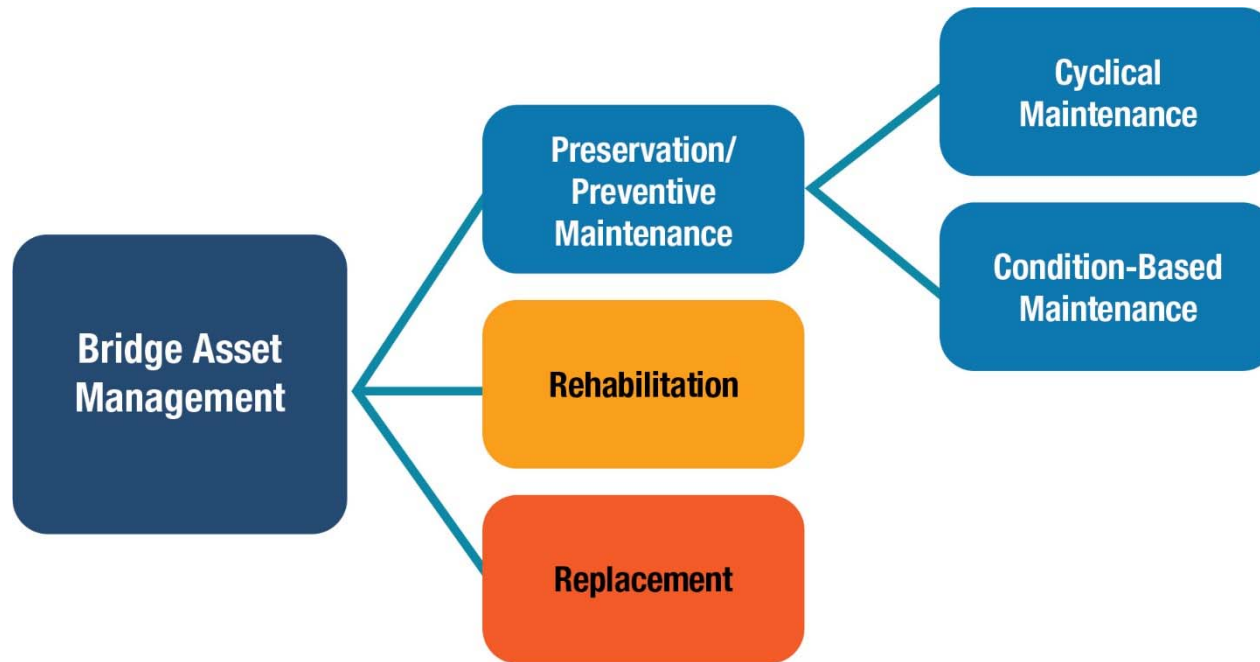 Bridge Asset
Management
Preservation/
Preventive
Maintenance
Rehabilitation
Replacement
Cyclical
Maintenance
Condition-Based
Maintenance